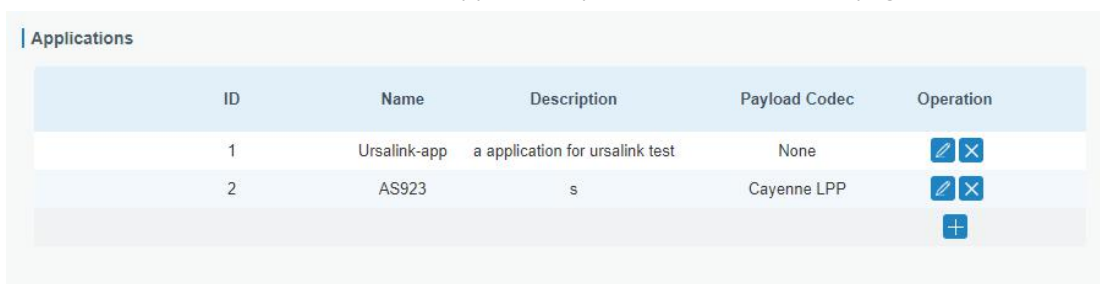 Applications
ID Name Description Payload Codec Operation
1 Ursalink-app a application for ursalink test None
2 AS923 s Cayenne LPP